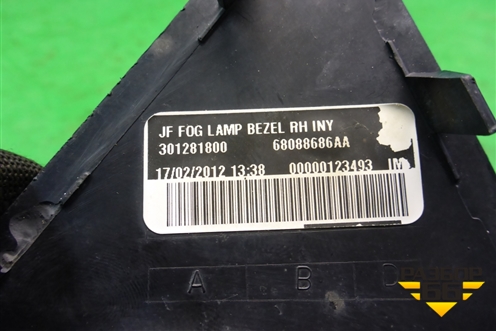 JF FOG LAMP BEZEL RH INY
301281800 68088686AA
17/02/2012 13:38 00000123493 IM
A B C